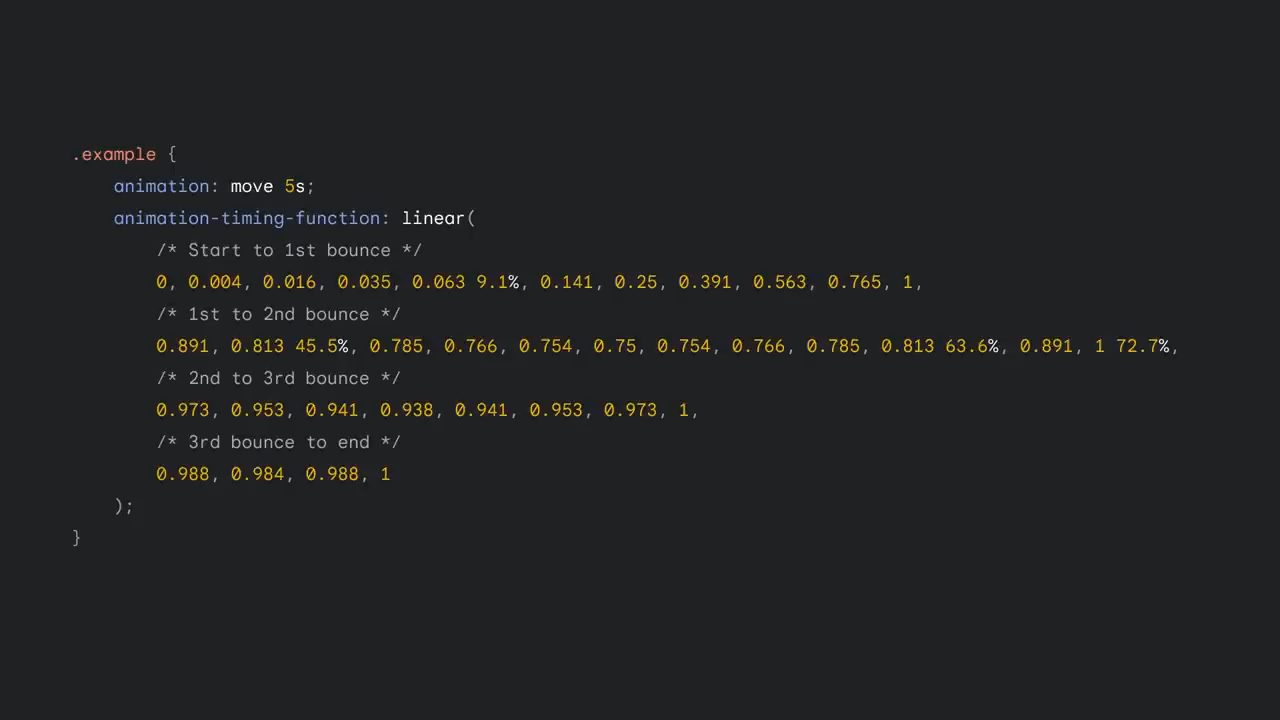 .example {
animation: move 5s;
animation-timing-function: linear(
/* Start to 1st bounce */
0, 0.004, 0.016, 0.035, 0.063 9.1%, 0.141, 0.25, 0.391, 0.563, 0.765, 1,
/* 1st to 2nd bounce */
0.891, 0.813 45.5%, 0.785, 0.766, 0.754, 0.75, 0.754, 0.766, 0.785, 0.813 63.6%, 0.891, 1 72.7%,
/* 2nd to 3rd bounce */
0.973, 0.953, 0.941, 0.938, 0.941, 0.953, 0.973, 1,
/* 3rd bounce to end */
0.988, 0.984, 0.988, 1
);
}